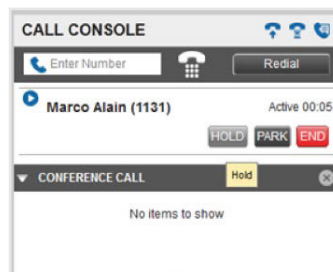 CALL CONSOLE
Enter Number
Redial
Marco Alain (1131)
Active 00:05
HOLD PARK END
CONFERENCE CALL
Hold
No items to show